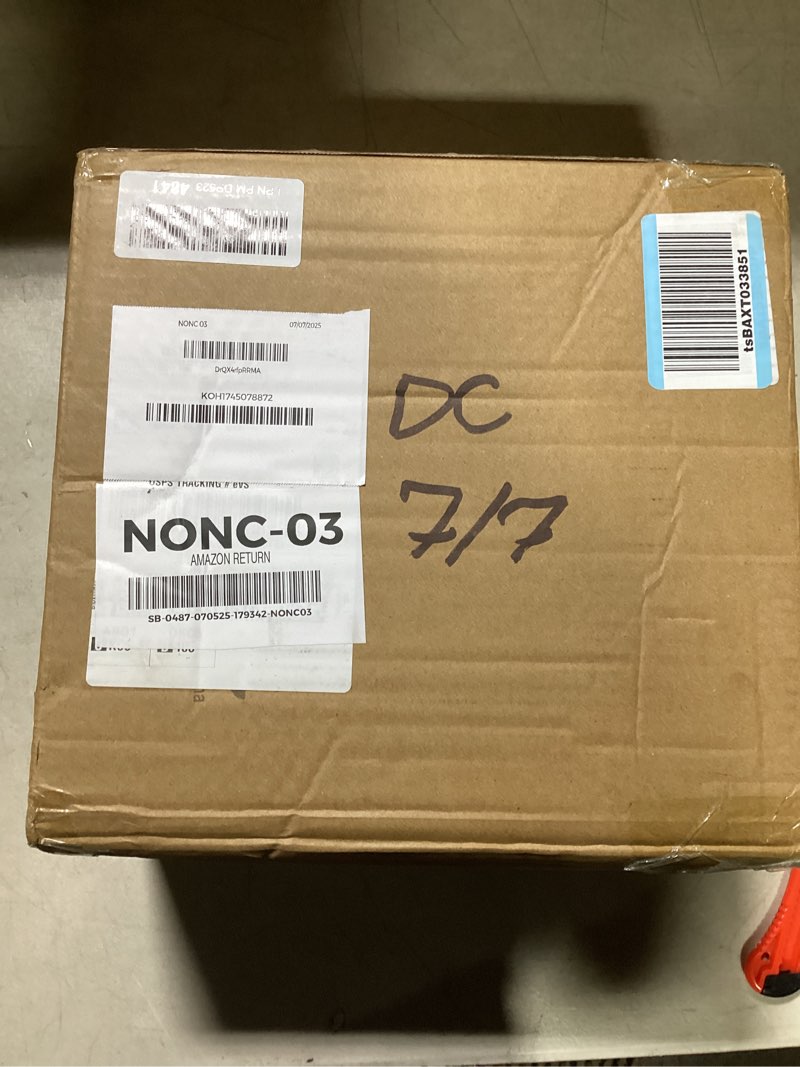 4841
NONC 03
07/07/2025
KOH1745078872
USPS TRACKING # eVS
NONC-03
AMAZON RETURN
SB-0487-070525-179342-NONC03
DC
7/7
tsBAXT033851